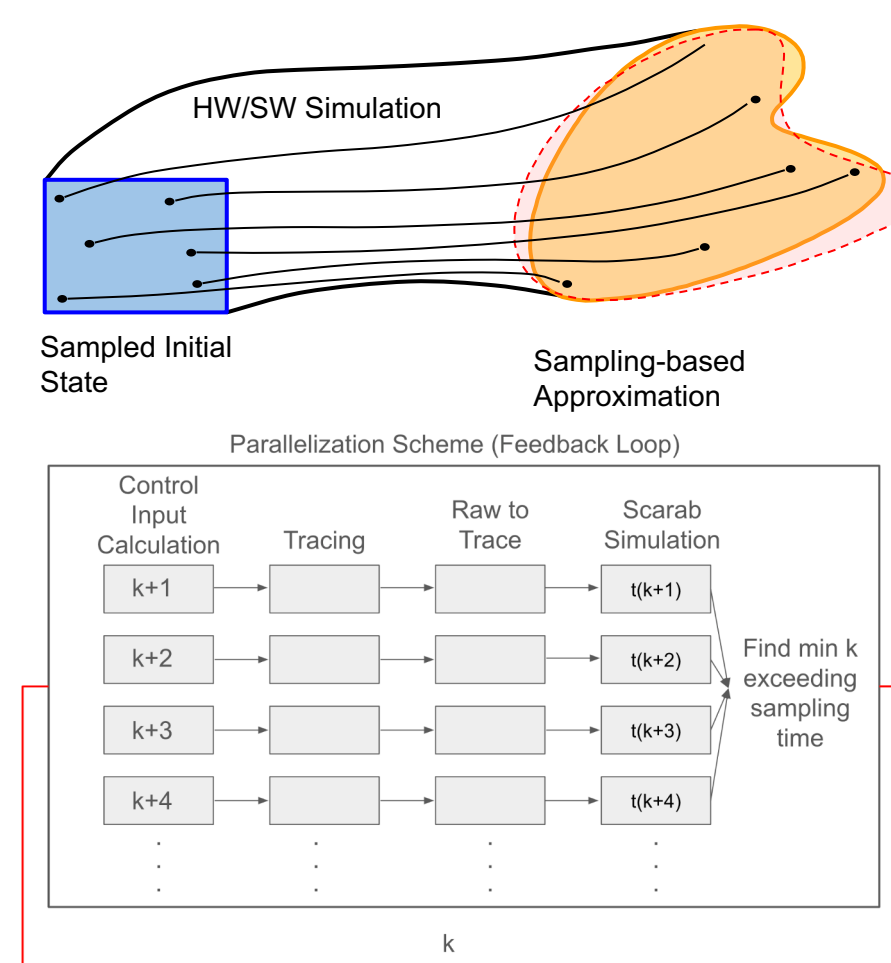 HW/SW Simulation
Sampled Initial
State
Sampling-based
Approximation
Parallelization Scheme (Feedback Loop)
Control
Input
Calculation
Tracing
Raw to
Trace
Scarab
Simulation
k+1
t(k+1)
k+2
t(k+2)
k+3
t(k+3)
k+4
t(k+4)
Find min k
exceeding
sampling
time
k